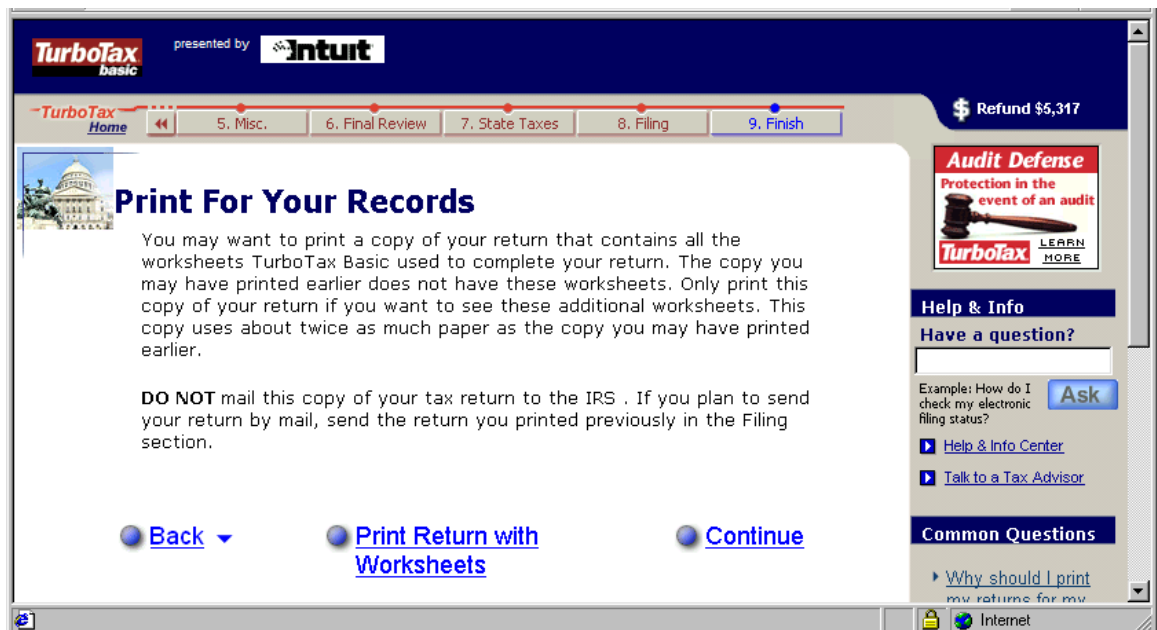 TurboTax
basic
presented by
Intuit
TurboTax
Home
5. Misc.
6. Final Review
7. State Taxes
8. Filing
9. Finish
$ Refund $5,317
Print For Your Records
You may want to print a copy of your return that contains all the
worksheets TurboTax Basic used to complete your return. The copy you
may have printed earlier does not have these worksheets. Only print this
copy of your return if you want to see these additional worksheets. This
copy uses about twice as much paper as the copy you may have printed
earlier.
DO NOT mail this copy of your tax return to the IRS . If you plan to send
your return by mail, send the return you printed previously in the Filing
section.
Back
Print Return with
Worksheets
Continue
Audit Defense
Protection in the
event of an audit
TurboTax
LEARN
MORE
Help & Info
Have a question?
Example: How do I
check my electronic
filing status?
Ask
Help & Info Center
Talk to a Tax Advisor
Common Questions
Why should I print
my returns for my
Internet